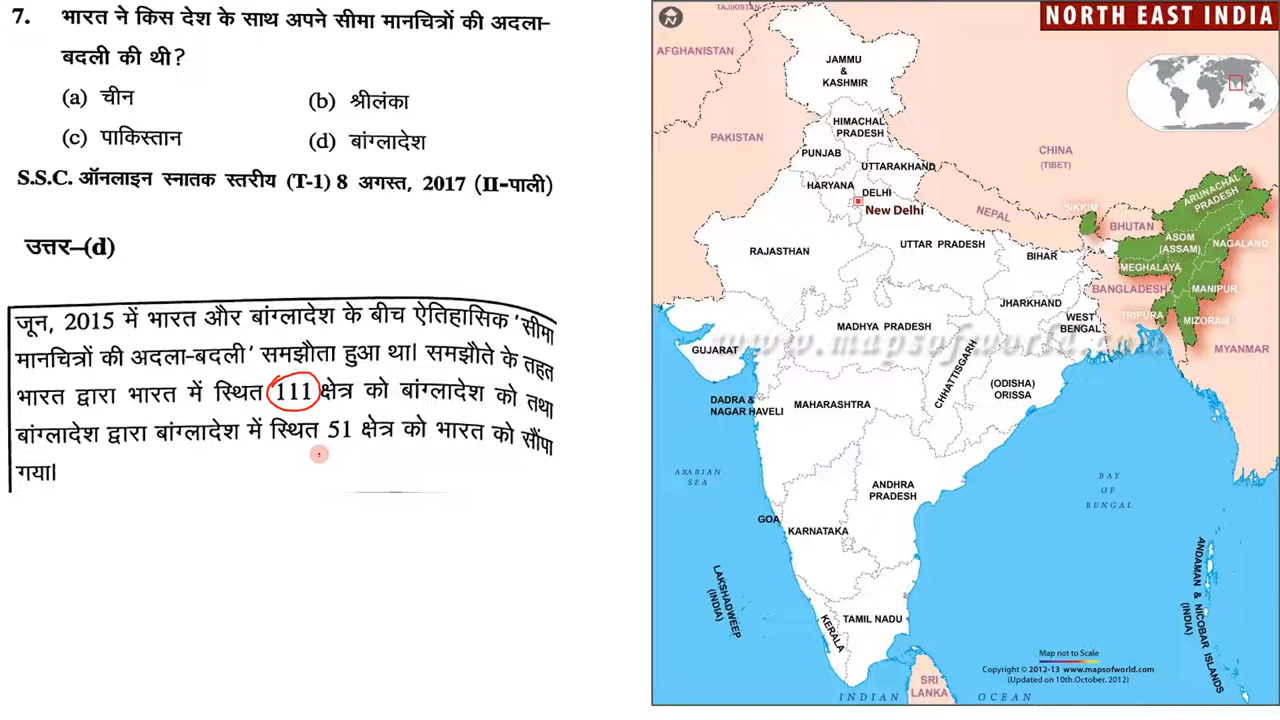 7. भारत ने किस देश के साथ अपने सीमा मानचित्रों की अदला-
बदली की थी?
(a) चीन
(b) श्रीलंका
(c) पाकिस्तान
(d) बांग्लादेश
S.S.C. ऑनलाइन स्नातक स्तरीय (T-1) 8 अगस्त, 2017 (II-पाली)
उत्तर–(d)
जून, 2015 में भारत और बांग्लादेश के बीच ऐतिहासिक 'सीमा
मानचित्रों की अदला-बदली' समझौता हुआ था। समझौते के तहत
भारत द्वारा भारत में स्थित 111 क्षेत्र को बांग्लादेश को तथा
बांग्लादेश द्वारा बांग्लादेश में स्थित 51 क्षेत्र को भारत को सौंपा
गया।
NORTH EAST INDIA
TAJIKISTAN
AFGHANISTAN
JAMMU
&
KASHMIR
HIMACHAL
PRADESH
PAKISTAN
PUNJAB
CHINA
(TIBET)
UTTARAKHAND
HARYANA
DELHI
New Delhi
NEPAL
SIKKIM
BHUTAN
ARUNACHAL
PRADESH
RAJASTHAN
UTTAR PRADESH
BIHAR
ASOM
(ASSAM)
NAGALAND
MEGHALAYA
BANGLADESH
MANIPUR
JHARKHAND
WEST
BENGAL
TRIPURA
MIZORAM
MADHYA PRADESH
www.mapsofworld.com
GUJARAT
CHHATTISGARH
MYANMAR
(ODISHA)
ORISSA
DADRA &
NAGAR HAVELI
MAHARASHTRA
ARABIAN
SEA
BAY
OF
BENGAL
ANDHRA
PRADESH
GOA
KARNATAKA
LAKSHADWEEP
(INDIA)
ANDAMAN & NICOBAR ISLANDS
(INDIA)
KERALA
TAMIL NADU
SRI
LANKA
INDIAN OCEAN
Map not to Scale
Copyright © 2012-13 www.mapsofworld.com
(Updated on 10th,October, 2012)